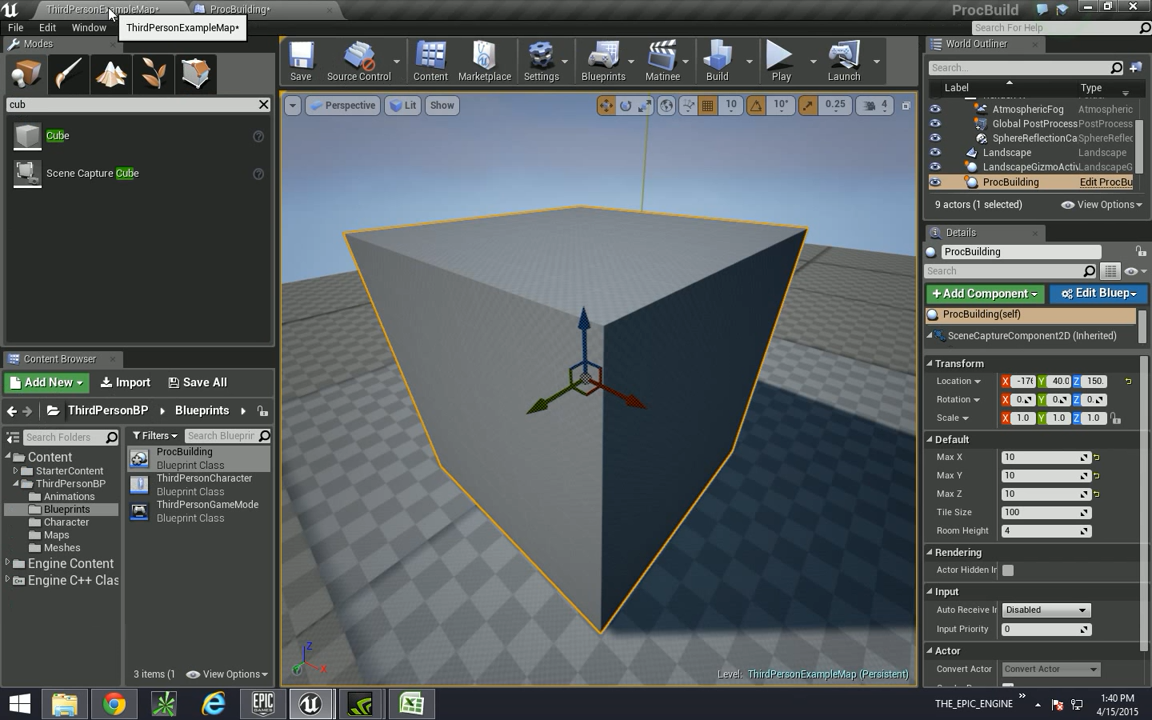 ThirdPersonExampleMap*
ProcBuilding*
ProcBuild
File
Edit
Window
ThirdPersonExampleMap*
Search For Help
Modes
cub
Cube
Scene Capture Cube
Save
Source Control
Content
Marketplace
Settings
Blueprints
Matinee
Build
Play
Launch
Perspective
Lit
Show
10
10°
0.25
4
Level: ThirdPersonExampleMap (Persistent)
World Outliner
Search...
Label
Type
AtmosphericFog
Atmospheric
Global PostProcess
PostProcess
SphereReflectionCa
SphereReflec
Landscape
Landscape
LandscapeGizmoActiv
LandscapeG
ProcBuilding
Edit ProcBu
9 actors (1 selected)
View Options
Details
ProcBuilding
Search
Add Component
Edit Bluep
ProcBuilding(self)
SceneCaptureComponent2D (Inherited)
Transform
Location
X -176 Y 40.0 Z 150.
Rotation
X 0. Y 0. Z 0.
Scale
X 1.0 Y 1.0 Z 1.0
Default
Max X
10
Max Y
10
Max Z
10
Tile Size
100
Room Height
4
Rendering
Actor Hidden In
Input
Auto Receive In
Disabled
Input Priority
0
Actor
Convert Actor
Convert Actor
Content Browser
Add New
Import
Save All
ThirdPersonBP
Blueprints
Search Folders
Filters
Search Blueprir
Content
StarterContent
ThirdPersonBP
Animations
Blueprints
Character
Maps
Meshes
Engine Content
Engine C++ Clas
ProcBuilding
Blueprint Class
ThirdPersonCharacter
Blueprint Class
ThirdPersonGameMode
Blueprint Class
3 items (1
View Options
Z
X
EPIC
GAMES
THE_EPIC_ENGINE
1:40 PM
4/15/2015